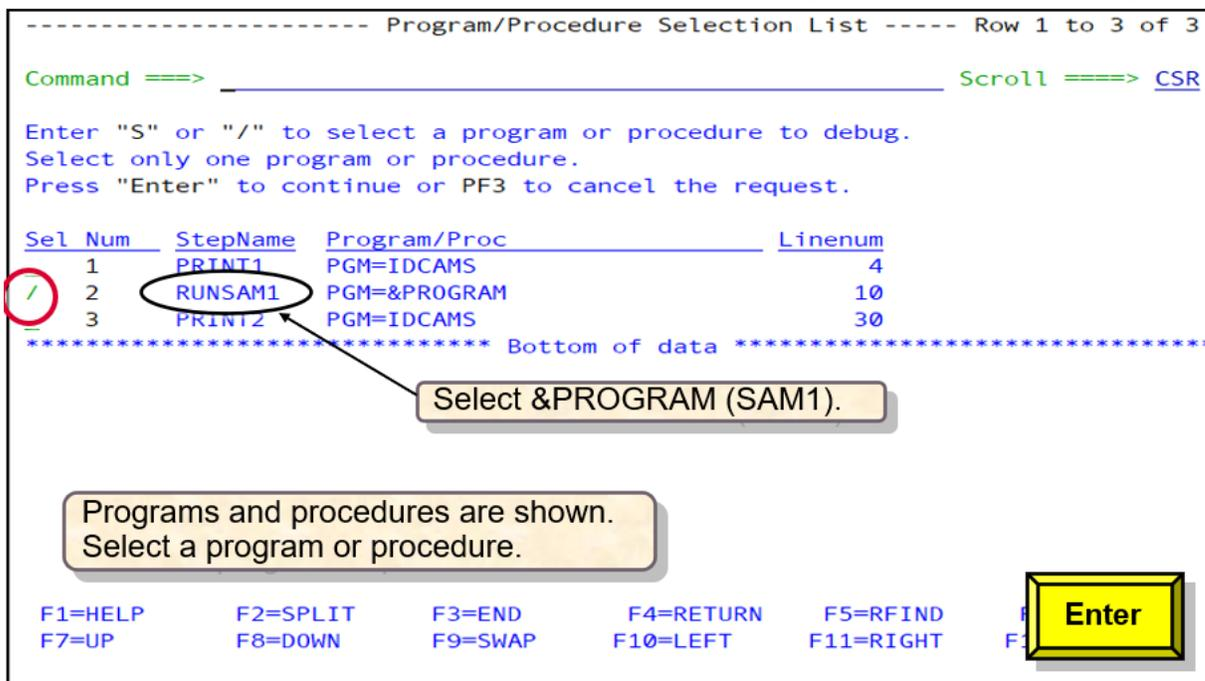 ----------------------- Program/Procedure Selection List ----- Row 1 to 3 of 3
Command ===> Scroll ====> CSR
Enter "S" or "/" to select a program or procedure to debug.
Select only one program or procedure.
Press "Enter" to continue or PF3 to cancel the request.
Sel Num StepName Program/Proc Linenum
1 PRINT1 PGM=IDCAMS 4
/ 2 RUNSAM1 PGM=&PROGRAM 10
3 PRINT2 PGM=IDCAMS 30
******************************* Bottom of data *******************************
Select &PROGRAM (SAM1).
Programs and procedures are shown.
Select a program or procedure.
F1=HELP F2=SPLIT F3=END F4=RETURN F5=RFIND
F7=UP F8=DOWN F9=SWAP F10=LEFT F11=RIGHT
Enter